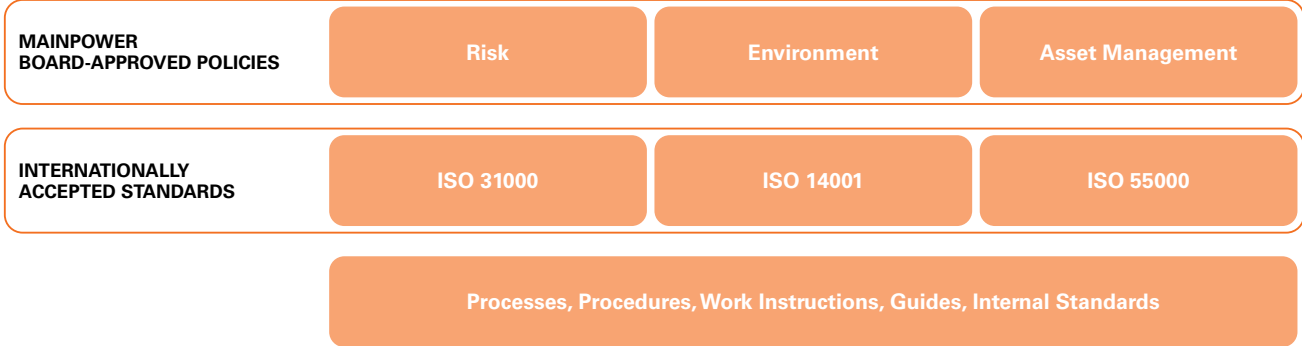 MAINPOWER
BOARD-APPROVED POLICIES
Risk
Environment
Asset Management
INTERNATIONALLY
ACCEPTED STANDARDS
ISO 31000
ISO 14001
ISO 55000
Processes, Procedures, Work Instructions, Guides, Internal Standards